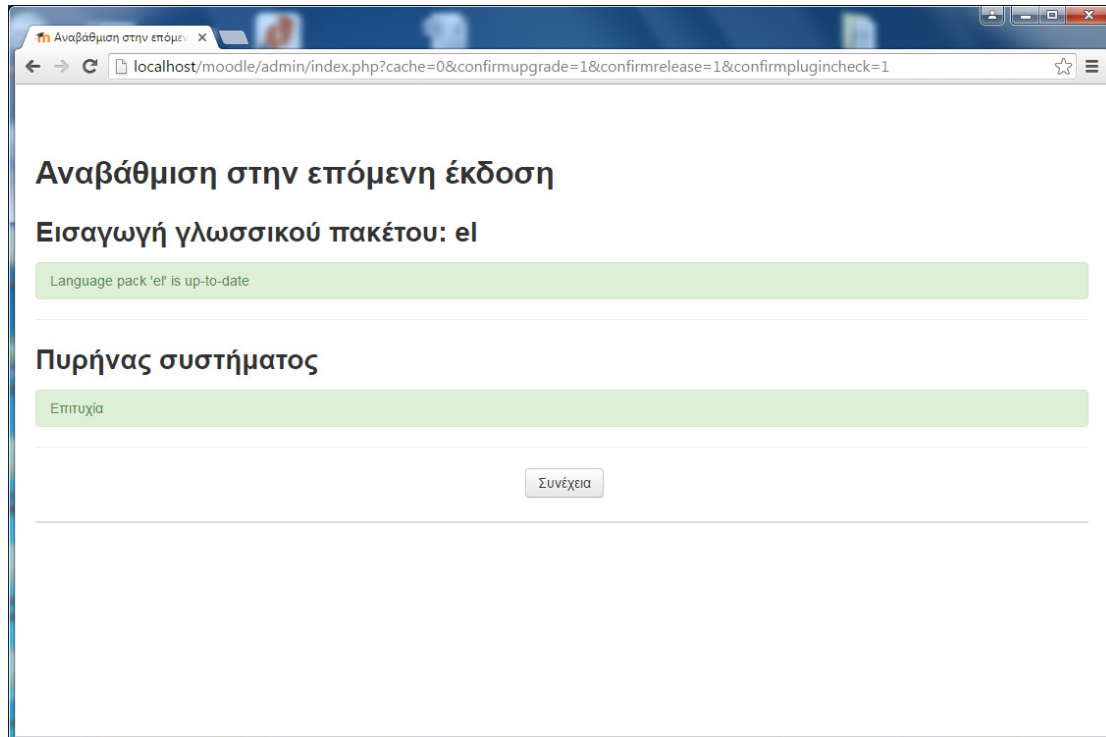 Αναβάθμιση στην επόμεν
localhost/moodle/admin/index.php?cache=0&confirmupgrade=1&confirmrelease=1&confirmplugincheck=1
Αναβάθμιση στην επόμενη έκδοση
Εισαγωγή γλωσσικού πακέτου: el
Language pack 'el' is up-to-date
Πυρήνας συστήματος
Επιτυχία
Συνέχεια